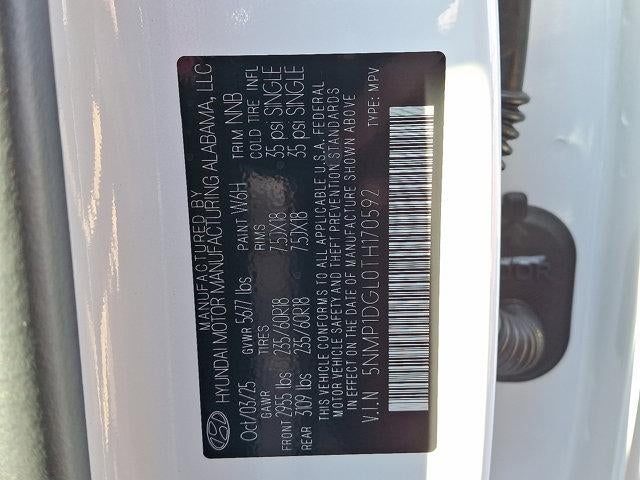 MANUFACTURED BY
HYUNDAI MOTOR MANUFACTURING ALABAMA, LLC
Oct/03/25 GVWR 5677 lbs PAINT W6H TRIM NNB
GAWR TIRES RIMS COLD TIRE INFL
FRONT 2955 lbs 235/60R18 7.5JX18 35 psi SINGLE
REAR 3109 lbs 235/60R18 7.5JX18 35 psi SINGLE
THIS VEHICLE CONFORMS TO ALL APPLICABLE U.S.A. FEDERAL
MOTOR VEHICLE SAFETY AND THEFT PREVENTION STANDARDS
IN EFFECT ON THE DATE OF MANUFACTURE SHOWN ABOVE
V.I.N 5NMP1DGL0TH170592 TYPE: MPV